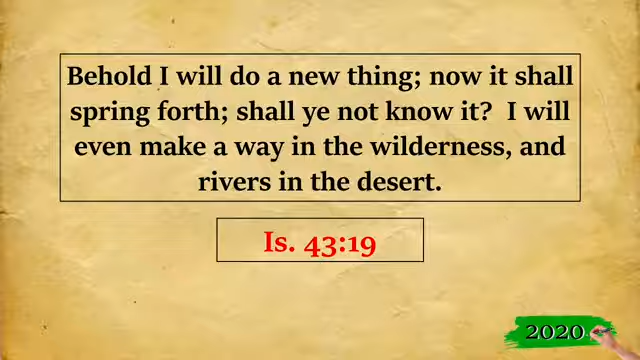 Behold I will do a new thing; now it shall
spring forth; shall ye not know it?  I will
even make a way in the wilderness, and
rivers in the desert.
Is. 43:19
2020